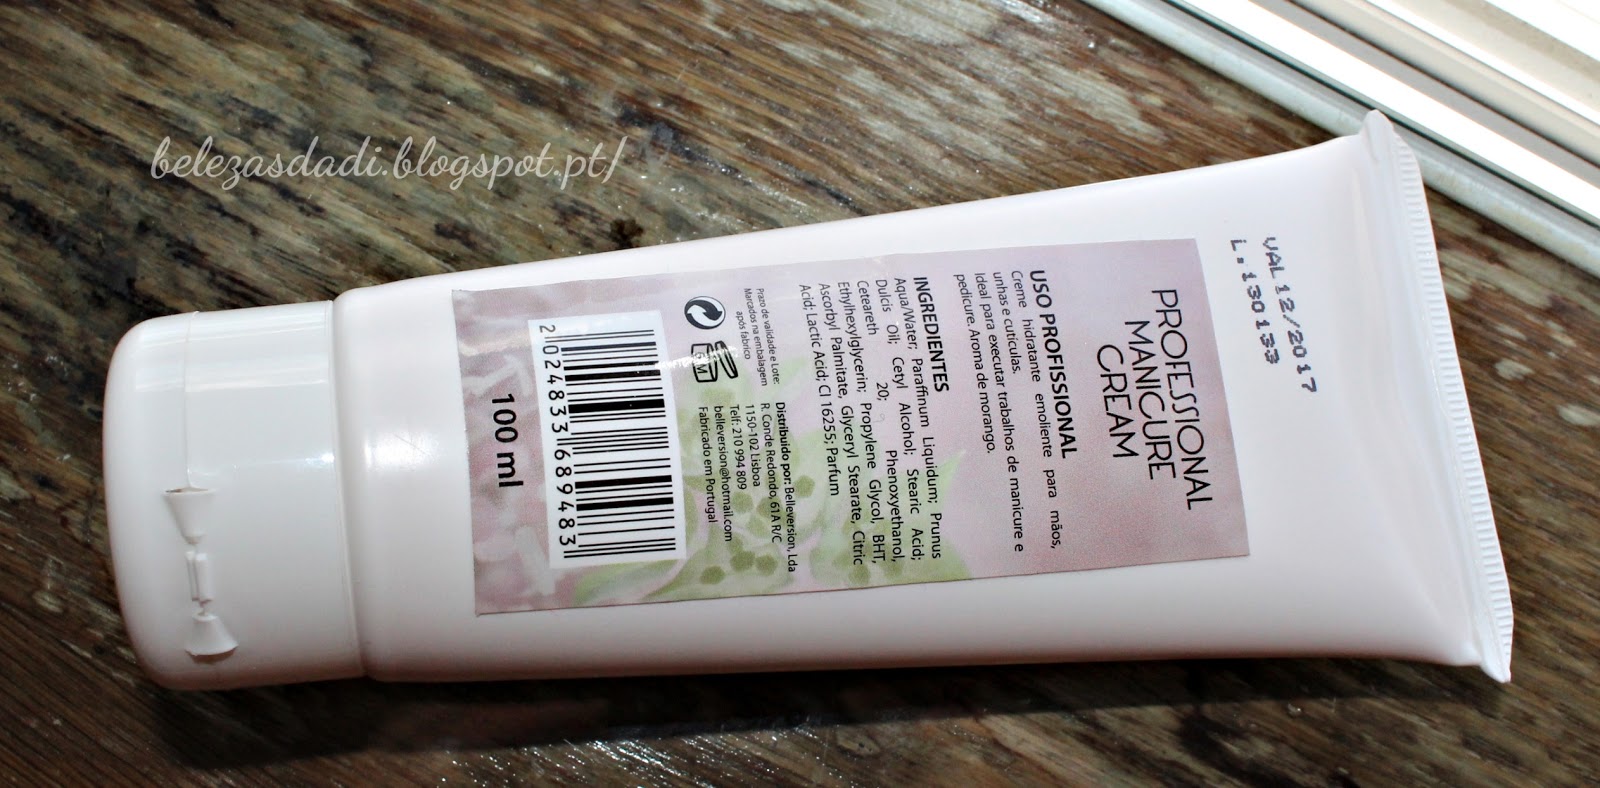 belezasdadi.blogspot.pt/
VAL12/2017
L.:130133
PROFESSIONAL
MANICURE
CREAM
USO PROFISSIONAL
Creme hidratante emoliente para mãos,
unhas e cutículas.
Ideal para executar trabalhos de manicure e
pedicure. Aroma de morango.
INGREDIENTES
Aqua/Water; Paraffinum Liquidum; Prunus
Dulcis Oil; Cetyl Alcohol; Stearic Acid;
Ceteareth 20; Phenoxyethanol,
Ethylhexylglycerin; Propylene Glycol, BHT,
Ascorbyl Palmitate, Glyceryl Stearate, Citric
Acid; Lactic Acid; CI 16255; Parfum
Prazo de validade e Lote:
Marcados na embalagem
após fabrico
Distribuido por: Belleversion, Lda
R. Conde Redondo, 61A R/C
1150-102 Lisboa
Telf: 210 994 809
belleversion@hotmail.com
Fabricado em Portugal
2024833689483
100 ml